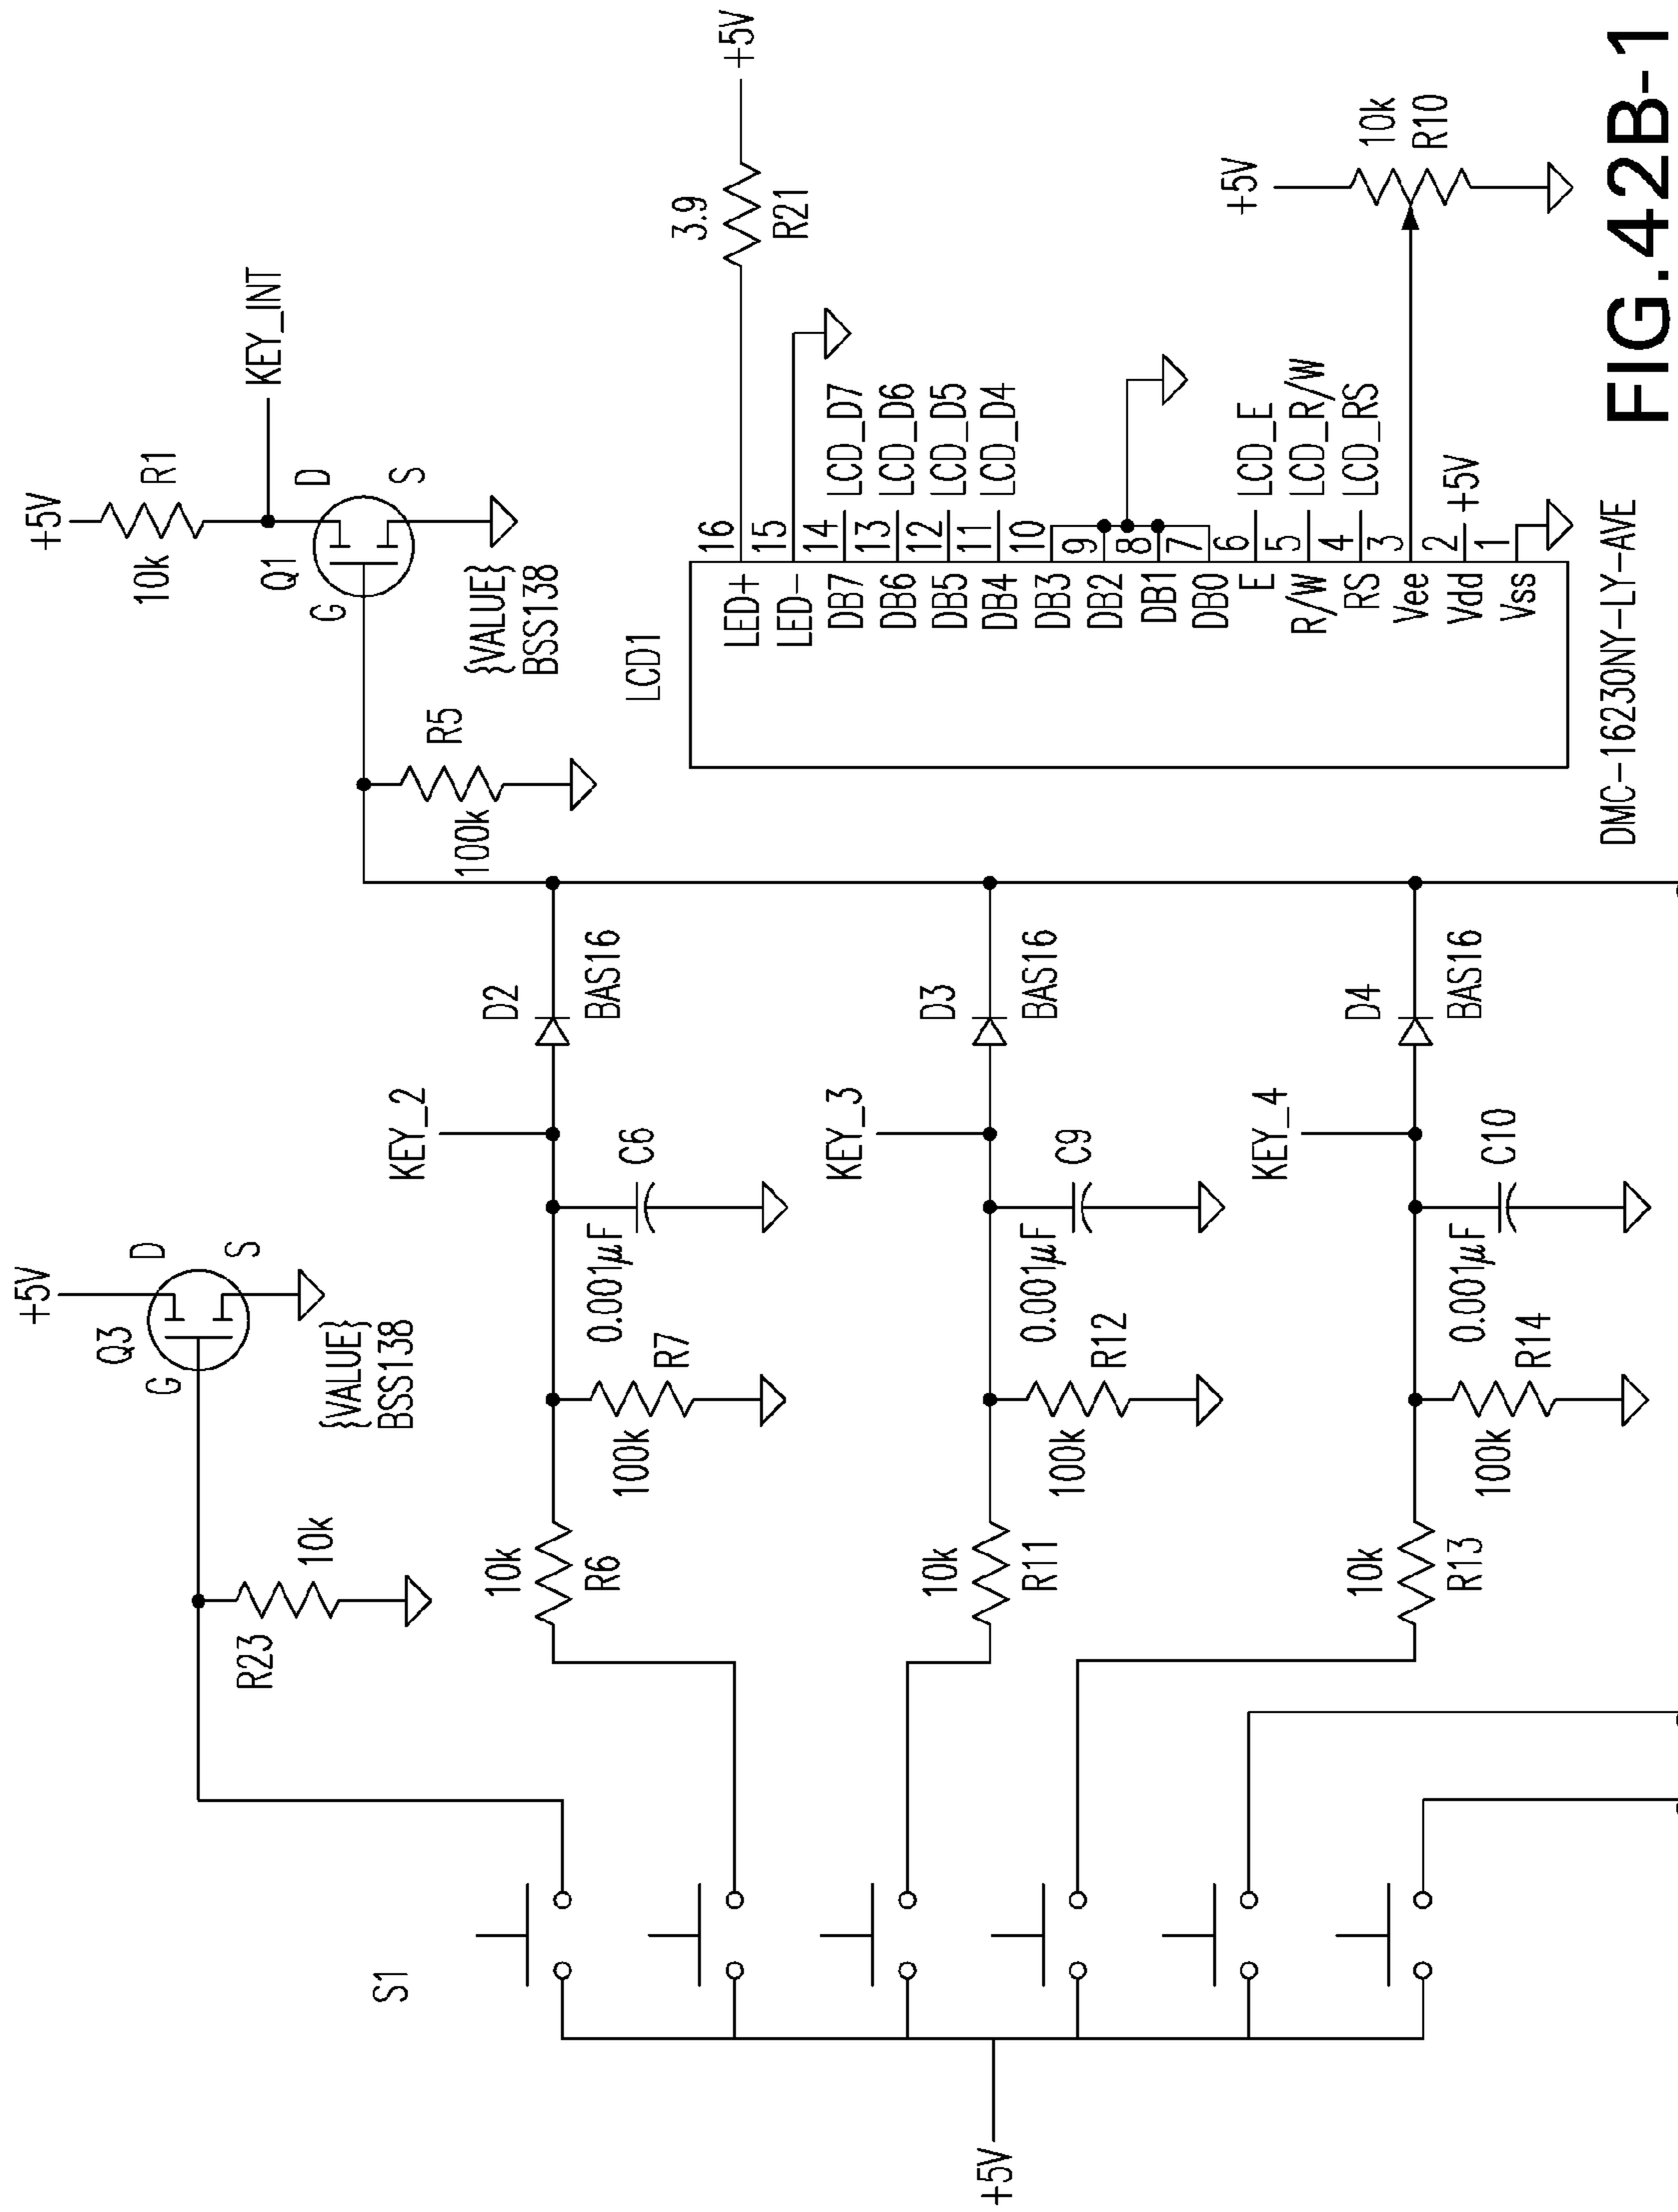 +5V
Q3
D
G
S
{VALUE}
BSS138
R23
10k
+5V
10k
R1
KEY_INT
Q1
D
G
S
{VALUE}
BSS138
R5
100k
S1
+5V
10k
R6
100k
R7
0.001µF
C6
KEY_2
D2
BAS16
10k
R11
100k
R12
0.001µF
C9
KEY_3
D3
BAS16
10k
R13
100k
R14
0.001µF
C10
KEY_4
D4
BAS16
LCD1
LED+ 16
3.9
R21
+5V
LED- 15
DB7 14 LCD_D7
DB6 13 LCD_D6
DB5 12 LCD_D5
DB4 11 LCD_D4
DB3 10
DB2 9
DB1 8
DB0 7
E 6 LCD_E
R/W 5 LCD_R/W
RS 4 LCD_RS
Vee 3
Vdd 2 +5V
Vss 1
+5V
10k
R10
DMC-16230NY-LY-AVE
FIG.42B-1